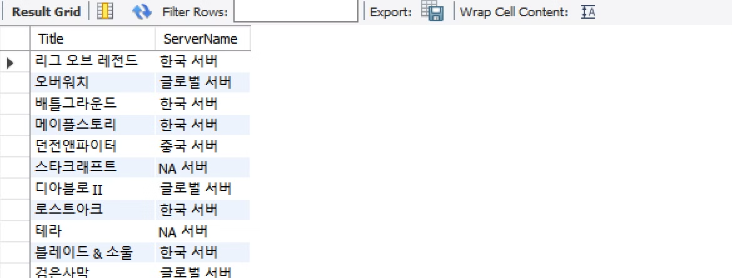 Result Grid Filter Rows: Export: Wrap Cell Content:
Title ServerName
리그 오브 레전드 한국 서버
오버워치 글로벌 서버
배틀그라운드 한국 서버
메이플스토리 한국 서버
던전앤파이터 중국 서버
스타크래프트 NA 서버
디아블로 II 글로벌 서버
로스트아크 한국 서버
테라 NA 서버
블레이드 & 소울 한국 서버
검은사막 글로벌 서버